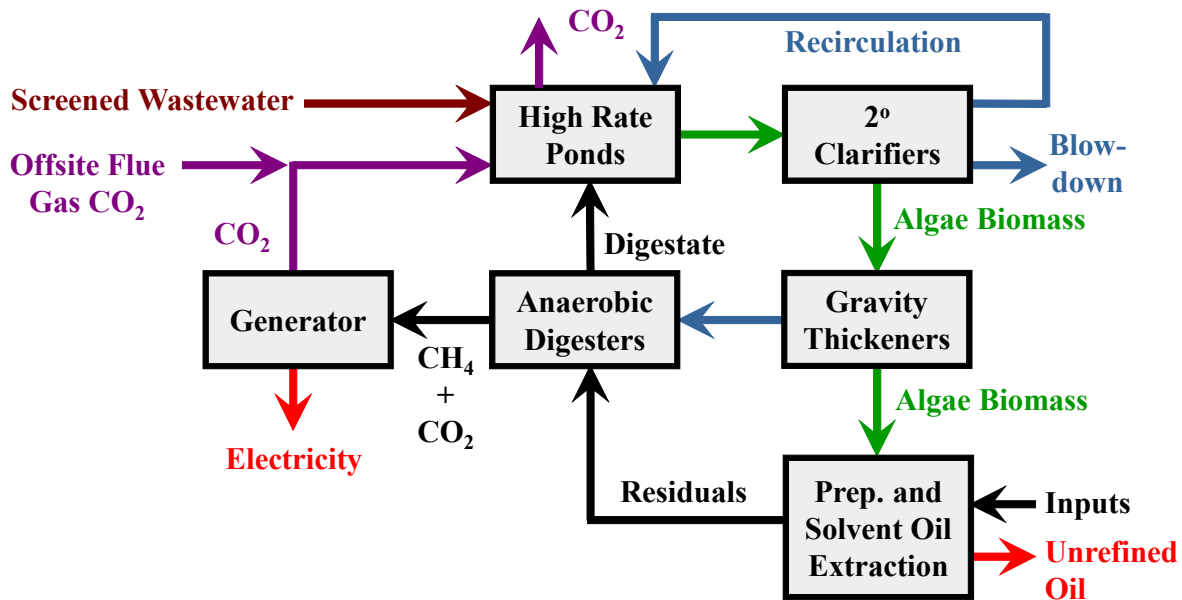 CO₂
Recirculation
Screened Wastewater
High Rate
Ponds
2º
Clarifiers
Offsite Flue
Gas CO₂
Blow-
down
CO₂
Digestate
Algae Biomass
Generator
Anaerobic
Digesters
Gravity
Thickeners
CH₄
+
CO₂
Algae Biomass
Electricity
Residuals
Prep. and
Solvent Oil
Extraction
Inputs
Unrefined
Oil